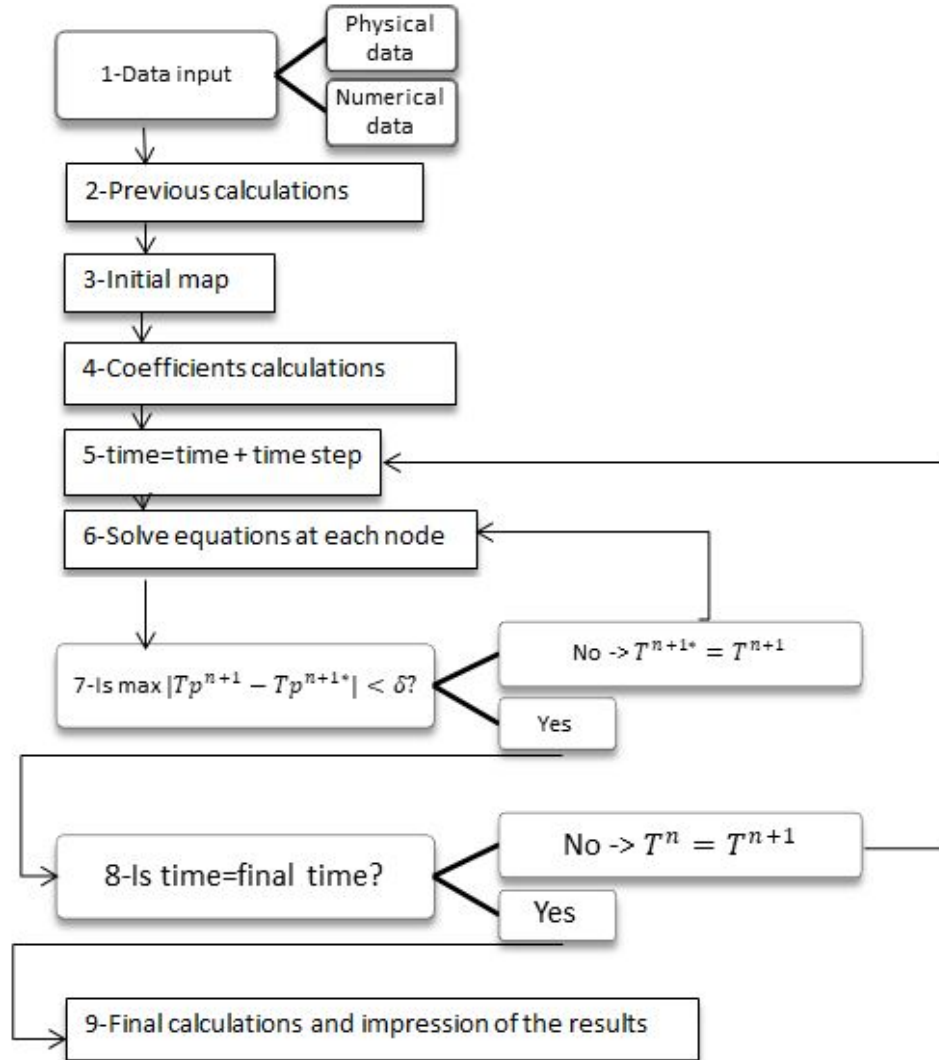 Physical
data
1-Data input
Numerical
data
2-Previous calculations
3-Initial map
4-Coefficients calculations
5-time=time + time step
6-Solve equations at each node
No -> $T^{n+1*} = T^{n+1}$
7-Is max $|Tp^{n+1} - Tp^{n+1*}| < \delta$?
Yes
No -> $T^n = T^{n+1}$
8-Is time=final time?
Yes
9-Final calculations and impression of the results